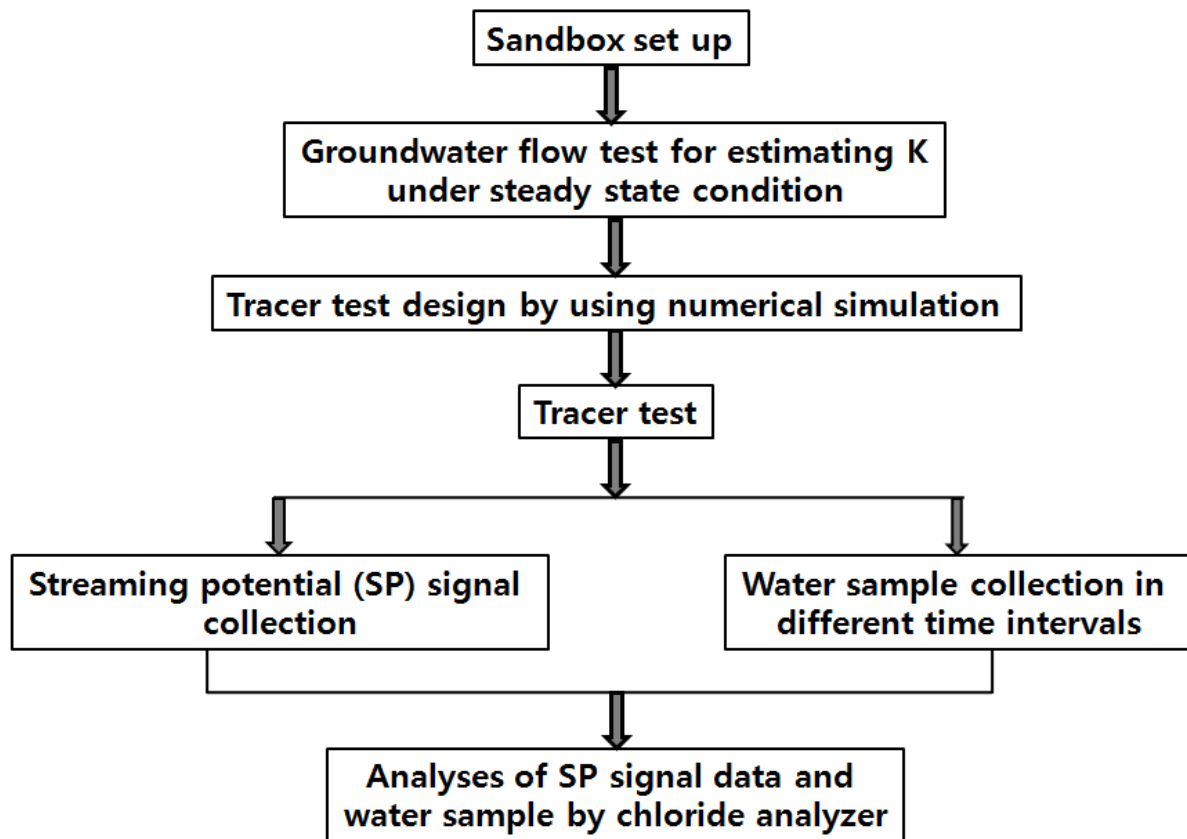 Sandbox set up
Groundwater flow test for estimating K
under steady state condition
Tracer test design by using numerical simulation
Tracer test
Streaming potential (SP) signal
collection
Water sample collection in
different time intervals
Analyses of SP signal data and
water sample by chloride analyzer